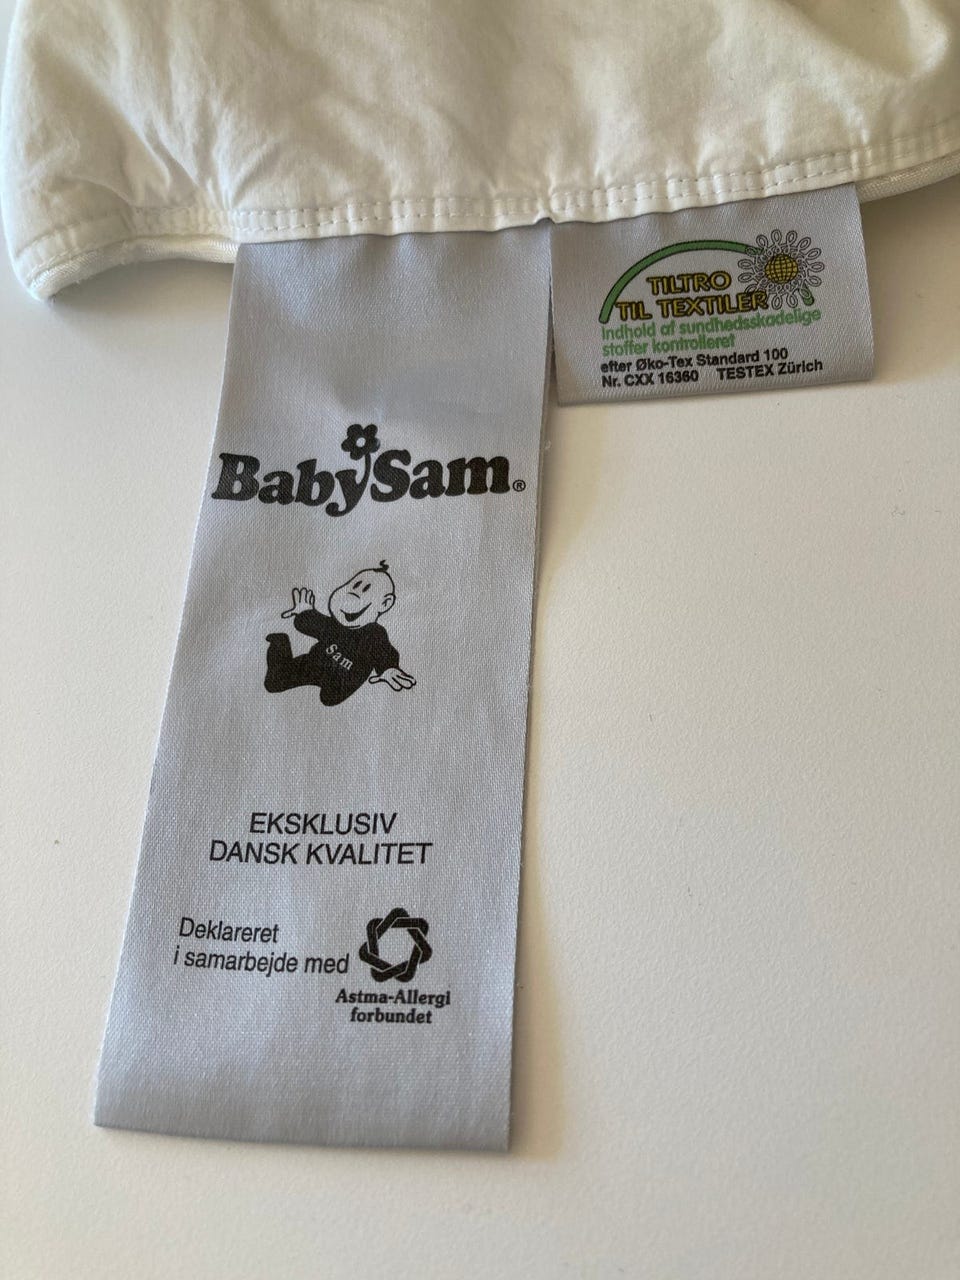 BabySam®
Sam
EKSKLUSIV
DANSK KVALITET
Deklareret
i samarbejde med
Astma-Allergi
forbundet
TILTRO
TIL TEXTILER
Indhold af sundhedsskadelige
stoffer kontrolleret
efter Øko-Tex Standard 100
Nr. CXX 16360 TESTEX Zürich